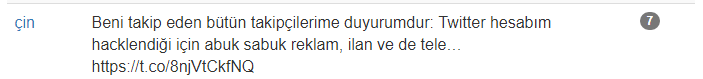 çin
Beni takip eden bütün takipçilerime duyurumdur: Twitter hesabım
hacklendiği için abuk sabuk reklam, ilan ve de tele…
https://t.co/8njVtCkfNQ
7